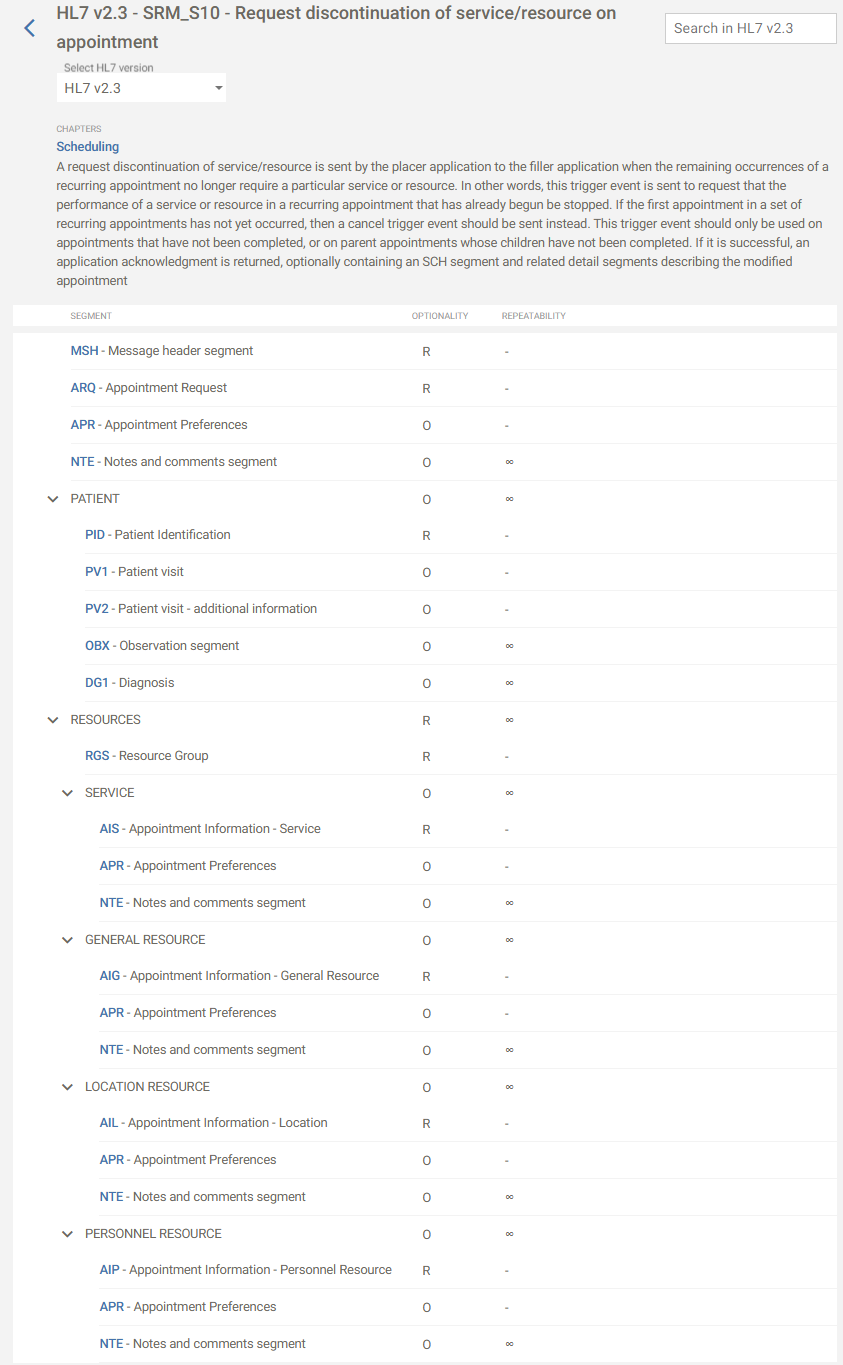 HL7 v2.3 - SRM_S10 - Request discontinuation of service/resource on
appointment
Search in HL7 v2.3
Select HL7 version
HL7 v2.3
CHAPTERS
Scheduling
A request discontinuation of service/resource is sent by the placer application to the filler application when the remaining occurrences of a
recurring appointment no longer require a particular service or resource. In other words, this trigger event is sent to request that the
performance of a service or resource in a recurring appointment that has already begun be stopped. If the first appointment in a set of
recurring appointments has not yet occurred, then a cancel trigger event should be sent instead. This trigger event should only be used on
appointments that have not been completed, or on parent appointments whose children have not been completed. If it is successful, an
application acknowledgment is returned, optionally containing an SCH segment and related detail segments describing the modified
appointment
SEGMENT OPTIONALITY REPEATABILITY
MSH - Message header segment R -
ARQ - Appointment Request R -
APR - Appointment Preferences O -
NTE - Notes and comments segment O ∞
PATIENT O ∞
PID - Patient Identification R -
PV1 - Patient visit O -
PV2 - Patient visit - additional information O -
OBX - Observation segment O ∞
DG1 - Diagnosis O ∞
RESOURCES R ∞
RGS - Resource Group R -
SERVICE O ∞
AIS - Appointment Information - Service R -
APR - Appointment Preferences O -
NTE - Notes and comments segment O ∞
GENERAL RESOURCE O ∞
AIG - Appointment Information - General Resource R -
APR - Appointment Preferences O -
NTE - Notes and comments segment O ∞
LOCATION RESOURCE O ∞
AIL - Appointment Information - Location R -
APR - Appointment Preferences O -
NTE - Notes and comments segment O ∞
PERSONNEL RESOURCE O ∞
AIP - Appointment Information - Personnel Resource R -
APR - Appointment Preferences O -
NTE - Notes and comments segment O ∞